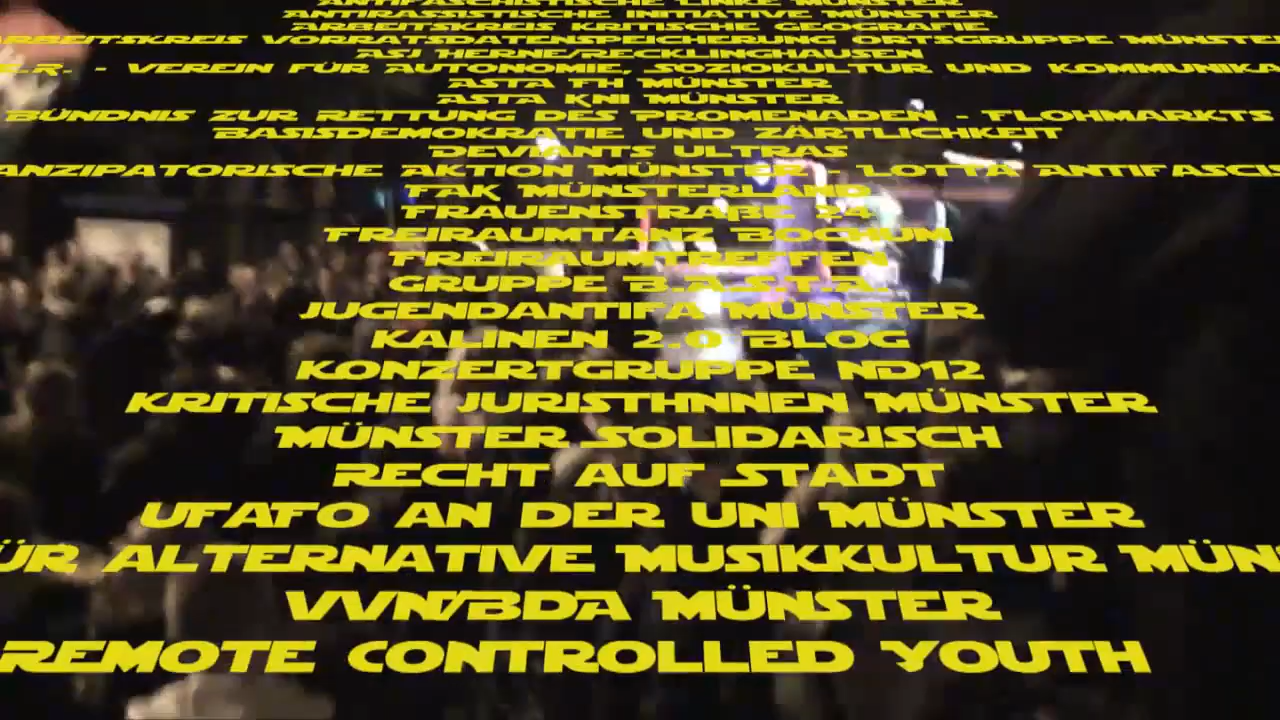 Antifaschistische Linke Münster
Antirassistische Initiative Münster
Arbeitskreis Kritische Geografie
Arbeitskreis Vorratsdatenspeicherung Ortsgruppe Münster
ASJ Herne/Recklinghausen
E.R. - Verein für Autonomie, Soziokultur und Kommunika
AStA FH Münster
AStA KHI Münster
Bündnis zur Rettung des Promenaden - Flohmarkts
Basisdemokratie und Zärtlichkeit
Deviants Ultras
anzipatorische Aktion Münster - Lotta Antifascis
FAK Münsterland
Frauenstraße 24
Freiraumtanz Bochum
Freiraumtreffen
Gruppe B.A.S.T.A.
Jugendantifa Münster
Kalinen 2.0 Blog
Konzertgruppe ND12
Kritische JuristInnen Münster
Münster Solidarisch
Recht auf Stadt
UFAFO an der Uni Münster
ür alternative Musikkultur Mün
VVN/BDA Münster
Remote Controlled Youth